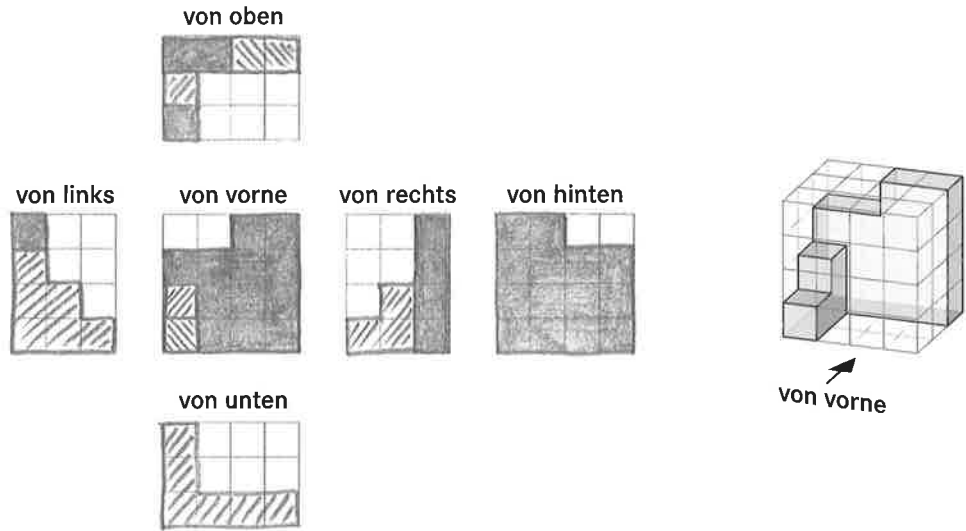 von oben
von links
von vorne
von rechts
von hinten
von unten
von vorne